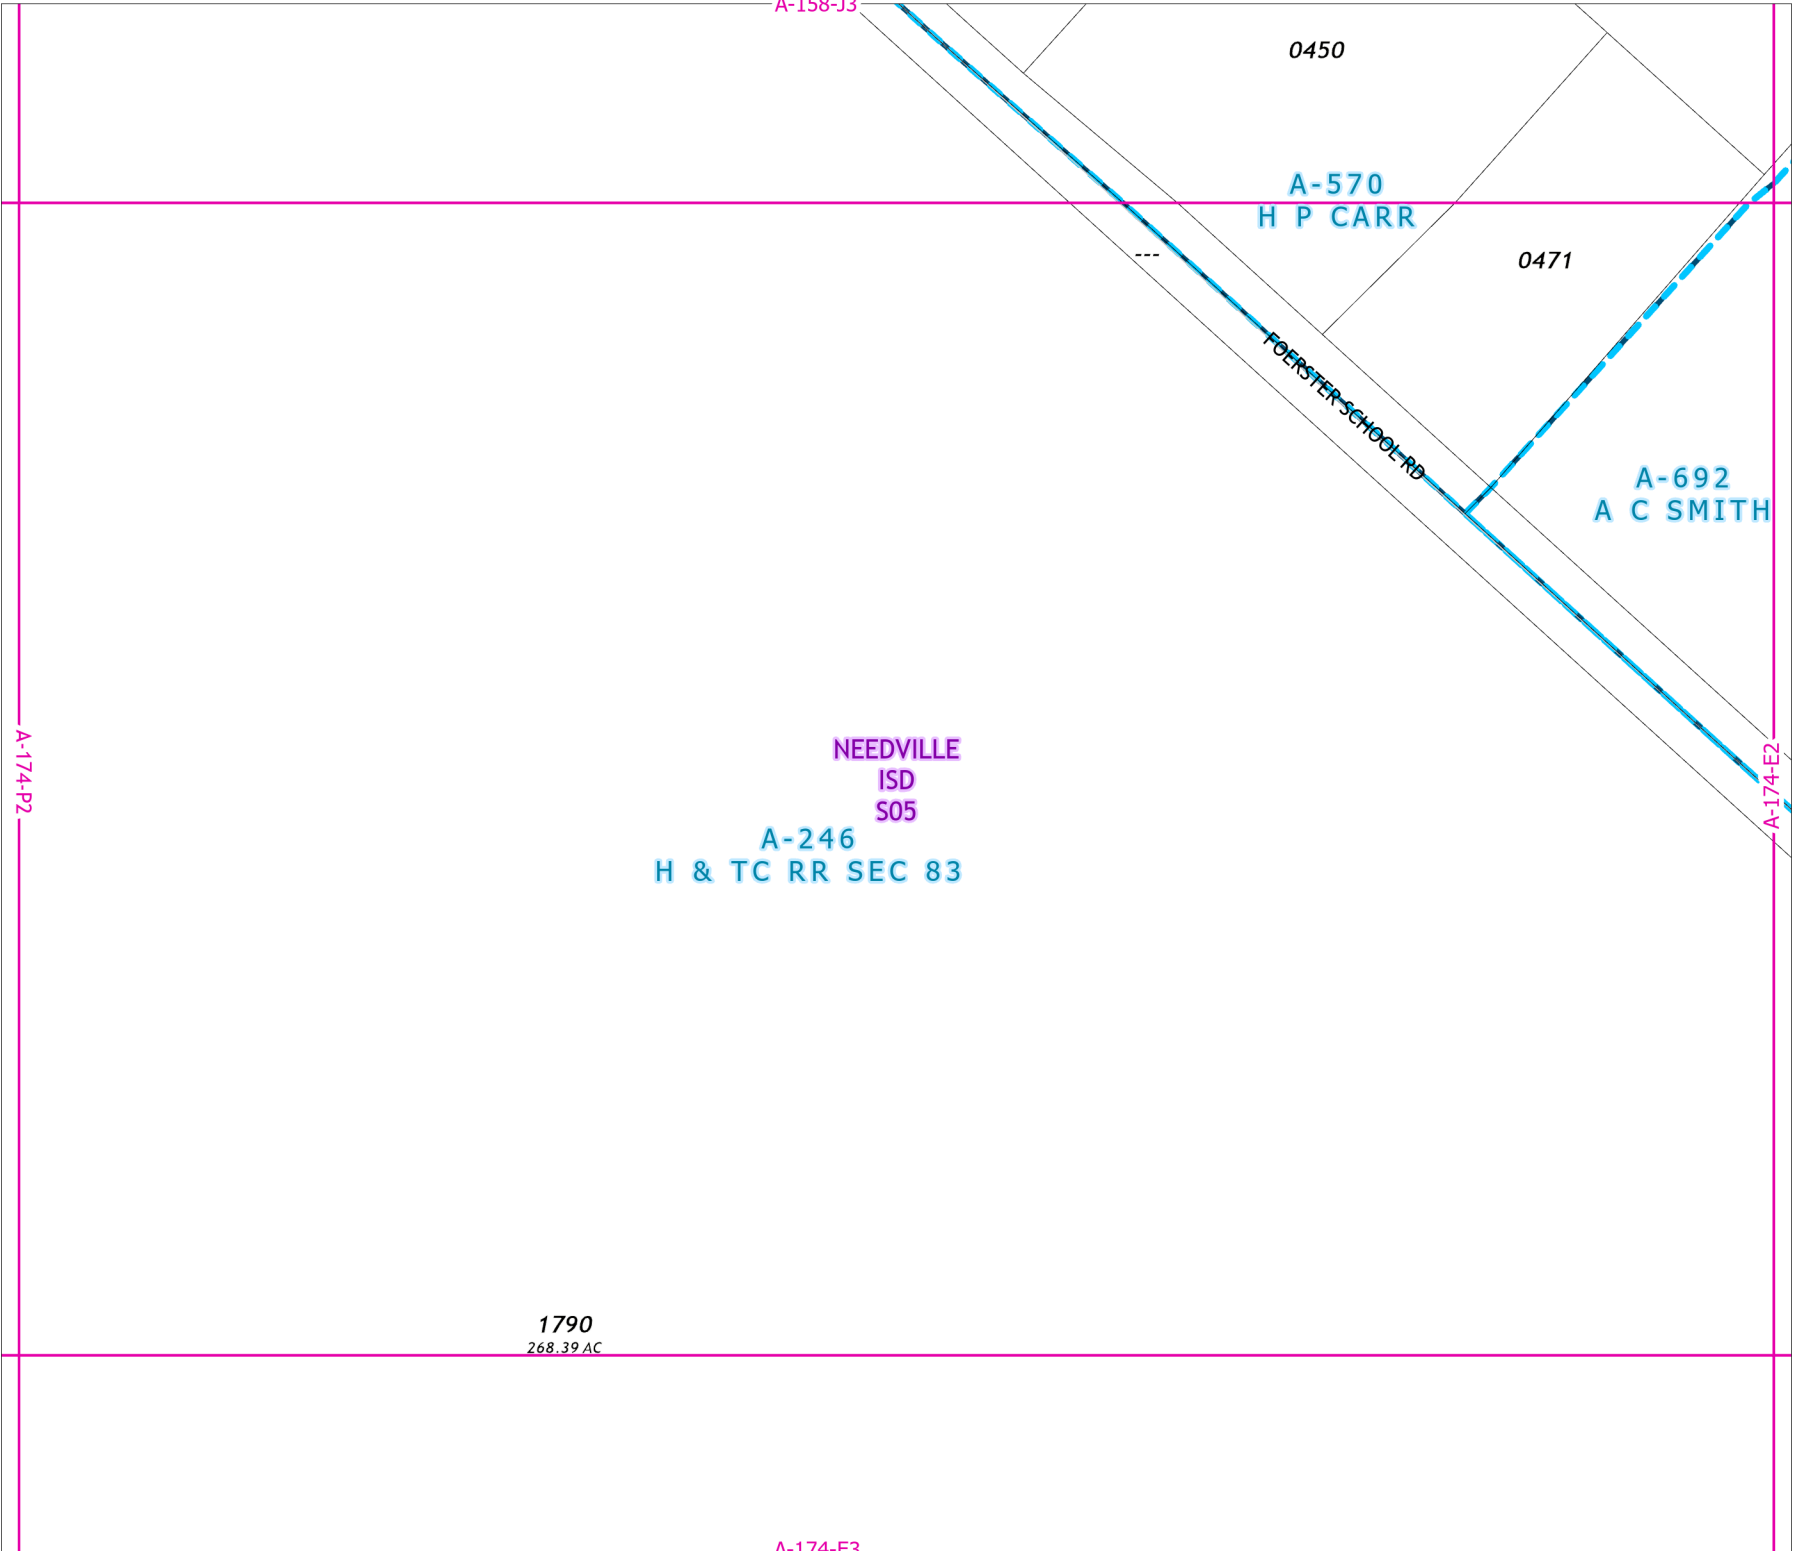 A-158-J3
0450
A-570
H P CARR
0471
---
FOERSTER SCHOOL RD
A-692
A C SMITH
A-174-P2
A-174-E2
NEEDVILLE
ISD
S05
A-246
H & TC RR SEC 83
1790
268.39 AC
A-174-E3